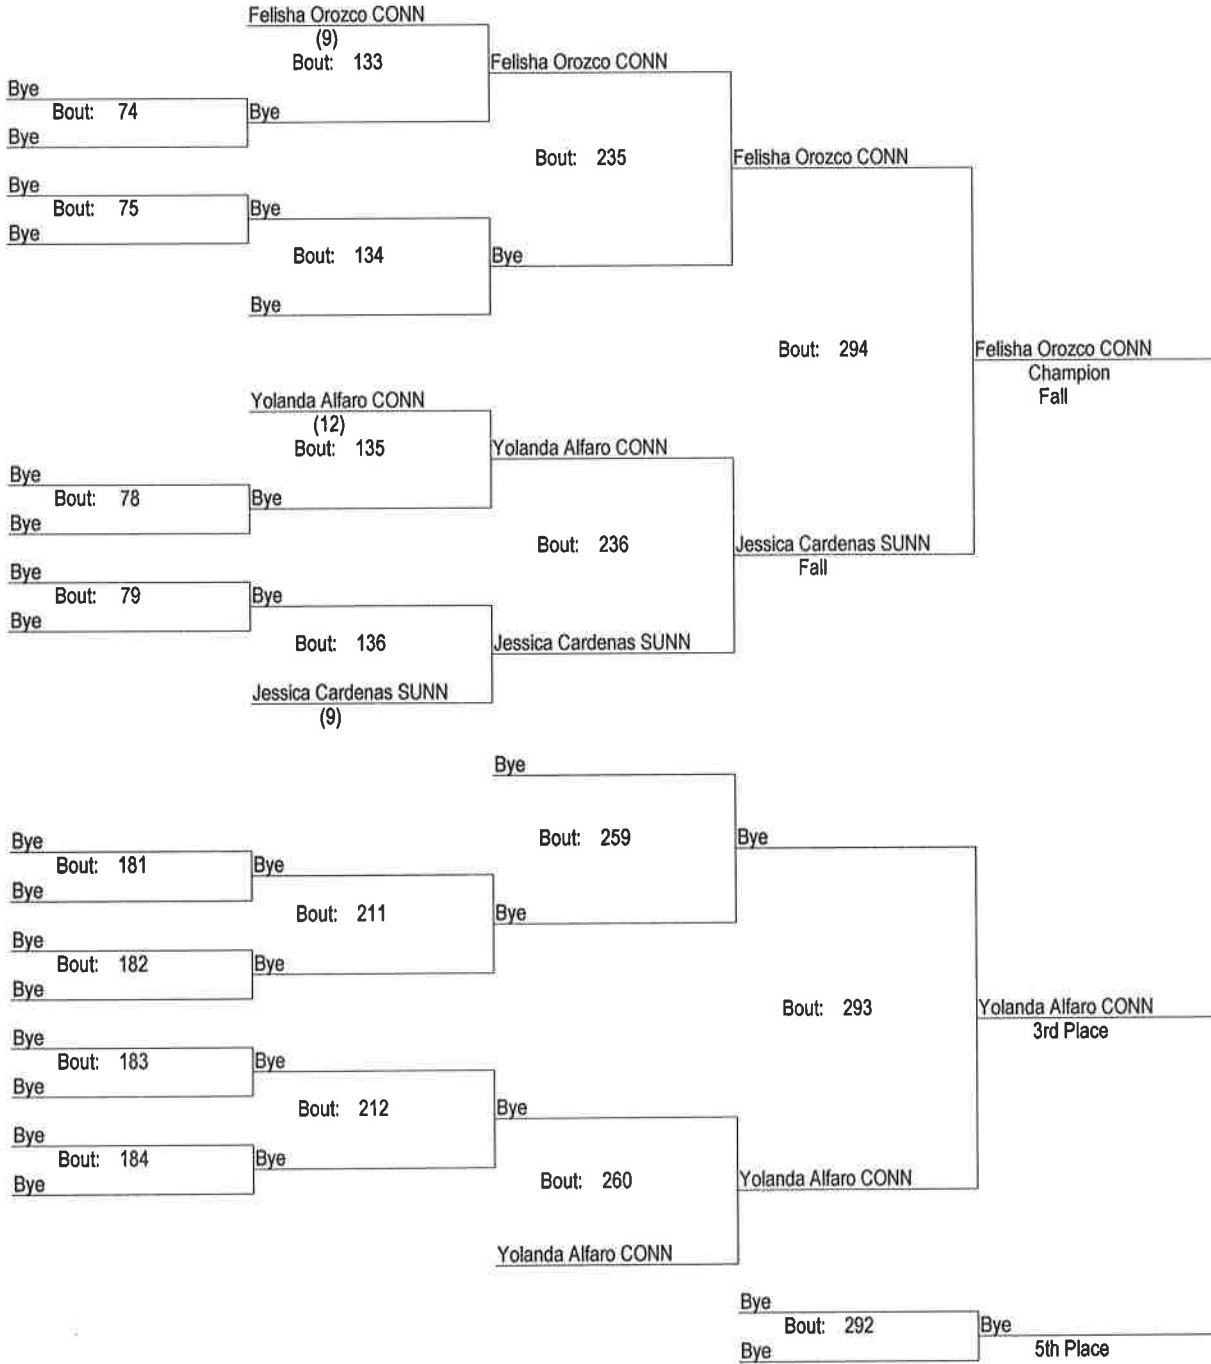 Felisha Orozco CONN
(9)
Bout: 133
Felisha Orozco CONN
Bye
Bout: 74
Bye
Bye
Bout: 235
Felisha Orozco CONN
Bye
Bout: 75
Bye
Bye
Bout: 134
Bye
Bye
Bout: 294
Felisha Orozco CONN
Champion
Fall
Yolanda Alfaro CONN
(12)
Bout: 135
Yolanda Alfaro CONN
Bye
Bout: 78
Bye
Bye
Bout: 236
Jessica Cardenas SUNN
Fall
Bye
Bout: 79
Bye
Bye
Bout: 136
Jessica Cardenas SUNN
Jessica Cardenas SUNN
(9)
Bye
Bout: 259
Bye
Bye
Bout: 181
Bye
Bye
Bout: 211
Bye
Bye
Bout: 182
Bye
Bye
Bout: 293
Yolanda Alfaro CONN
3rd Place
Bye
Bout: 183
Bye
Bye
Bout: 212
Bye
Bye
Bout: 184
Bye
Bye
Bout: 260
Yolanda Alfaro CONN
Yolanda Alfaro CONN
Bye
Bout: 292
Bye
Bye
5th Place